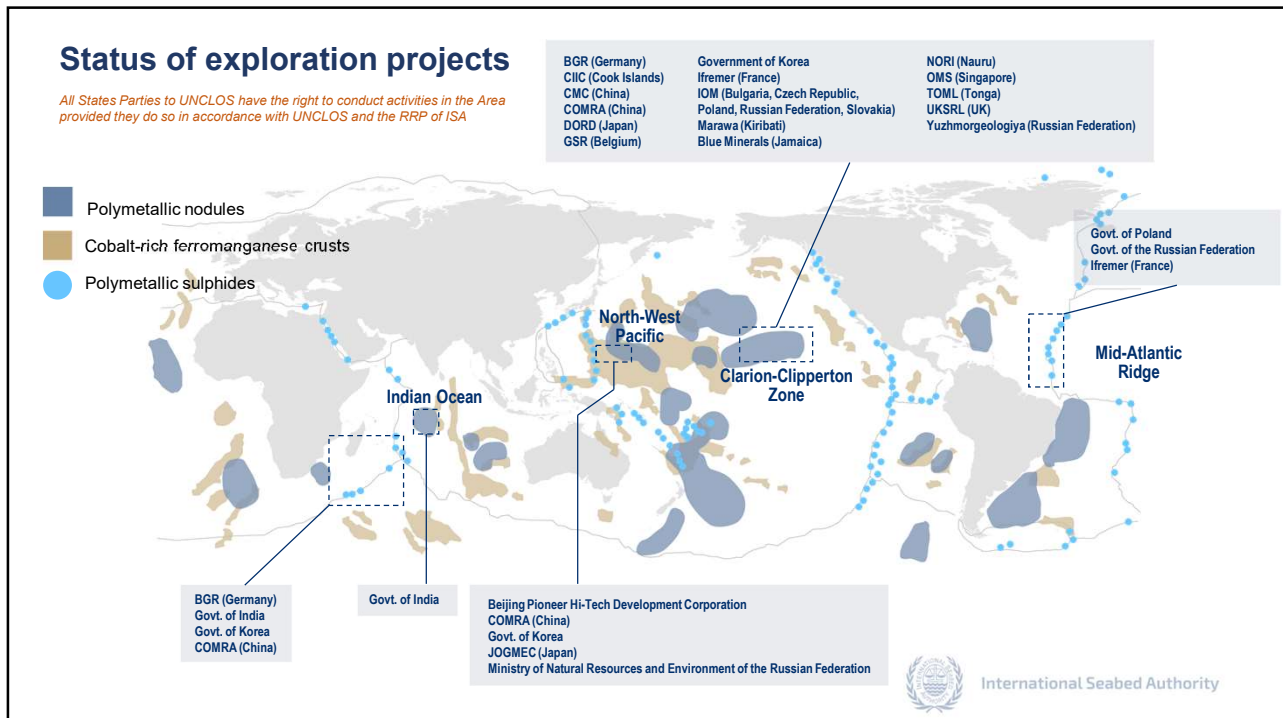 Status of exploration projects
All States Parties to UNCLOS have the right to conduct activities in the Area
provided they do so in accordance with UNCLOS and the RRP of ISA
BGR (Germany)
CIIC (Cook Islands)
CMC (China)
COMRA (China)
DORD (Japan)
GSR (Belgium)
Government of Korea
Ifremer (France)
IOM (Bulgaria, Czech Republic,
Poland, Russian Federation, Slovakia)
Marawa (Kiribati)
Blue Minerals (Jamaica)
NORI (Nauru)
OMS (Singapore)
TOML (Tonga)
UKSRL (UK)
Yuzhmorgeologiya (Russian Federation)
Polymetallic nodules
Cobalt-rich ferromanganese crusts
Polymetallic sulphides
Govt. of Poland
Govt. of the Russian Federation
Ifremer (France)
North-West
Pacific
Clarion-Clipperton
Zone
Mid-Atlantic
Ridge
Indian Ocean
BGR (Germany)
Govt. of India
Govt. of Korea
COMRA (China)
Govt. of India
Beijing Pioneer Hi-Tech Development Corporation
COMRA (China)
Govt. of Korea
JOGMEC (Japan)
Ministry of Natural Resources and Environment of the Russian Federation
International Seabed Authority